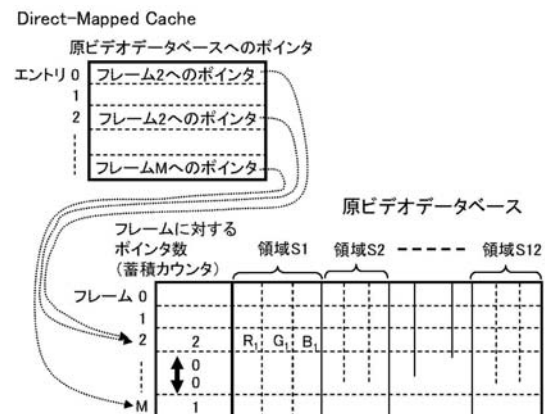 Direct-Mapped Cache
原ビデオデータベースへのポインタ
エントリ 0 フレーム2へのポインタ
1
2 フレーム2へのポインタ
フレームMへのポインタ
原ビデオデータベース
フレームに対する
ポインタ数
(蓄積カウンタ)
領域S1 領域S2 領域S12
フレーム 0
1
2 2 R₁ G₁ B₁
0
0
M 1